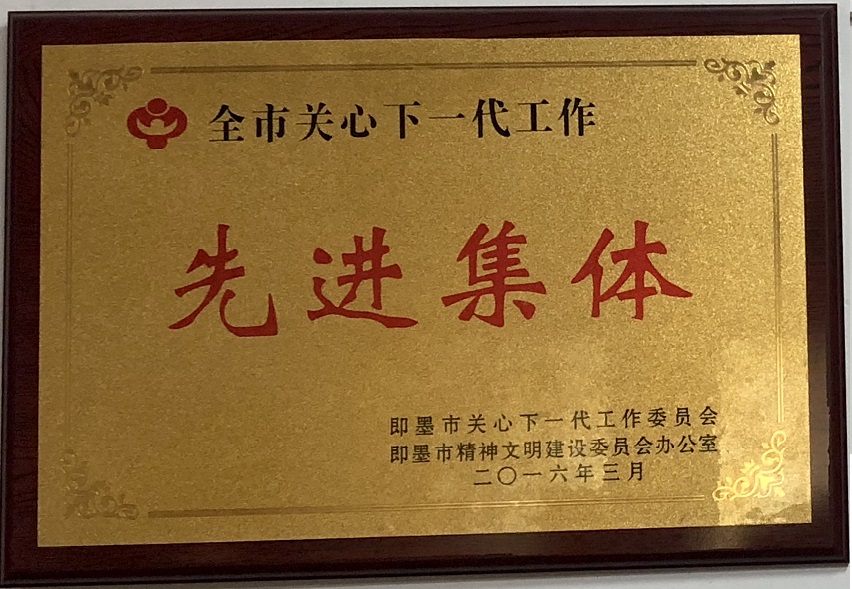 全市关心下一代工作
先进集体
即墨市关心下一代工作委员会
即墨市精神文明建设委员会办公室
二〇一六年三月